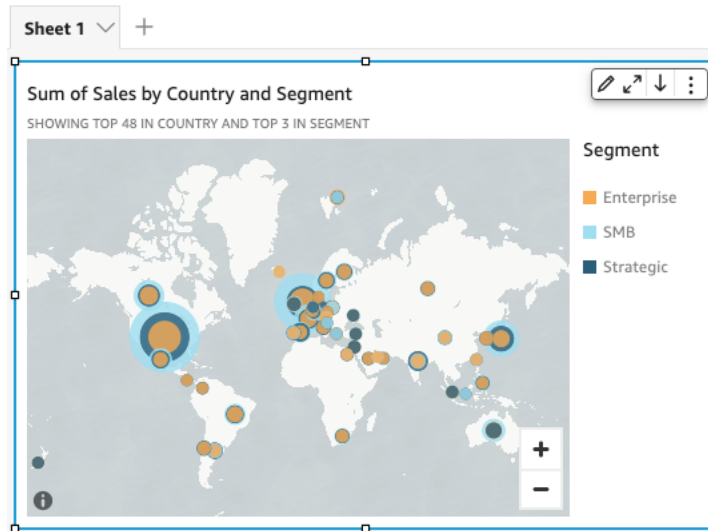 Sheet 1
Sum of Sales by Country and Segment
SHOWING TOP 48 IN COUNTRY AND TOP 3 IN SEGMENT
Segment
Enterprise
SMB
Strategic